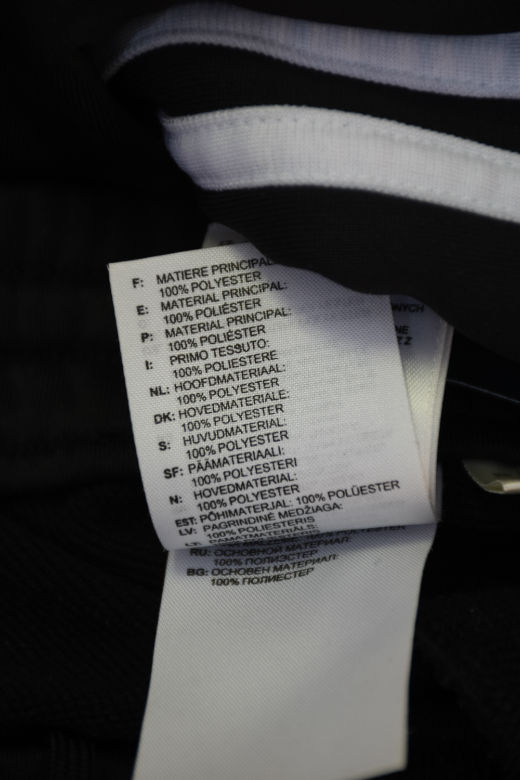 F: MATIERE PRINCIPAL
100% POLYESTER
E: MATERIAL PRINCIPAL:
100% POLIÉSTER
P: MATERIAL PRINCIPAL:
100% POLIÉSTER
I: PRIMO TESSUTO:
100% POLIESTERE
NL: HOOFDMATERIAAL:
100% POLYESTER
DK: HOVEDMATERIALE:
100% POLYESTER
S: HUVUDMATERIAL:
100% POLYESTER
SF: PÄÄMATERIAALI:
100% POLYESTERI
N: HOVEDMATERIAL:
100% POLYESTER
EST: PÕHIMATERJAL: 100% POLÜESTER
LV: PAGRINDINĖ MEDŽIAGA:
100% POLIESTERIS
LT: PAMATMATERIĀLS:
RU: ОСНОВНОЙ МАТЕРИАЛ:
100% ПОЛИЭСТЕР
BG: ОСНОВЕН МАТЕРИАЛ:
100% ПОЛИЕСТЕР